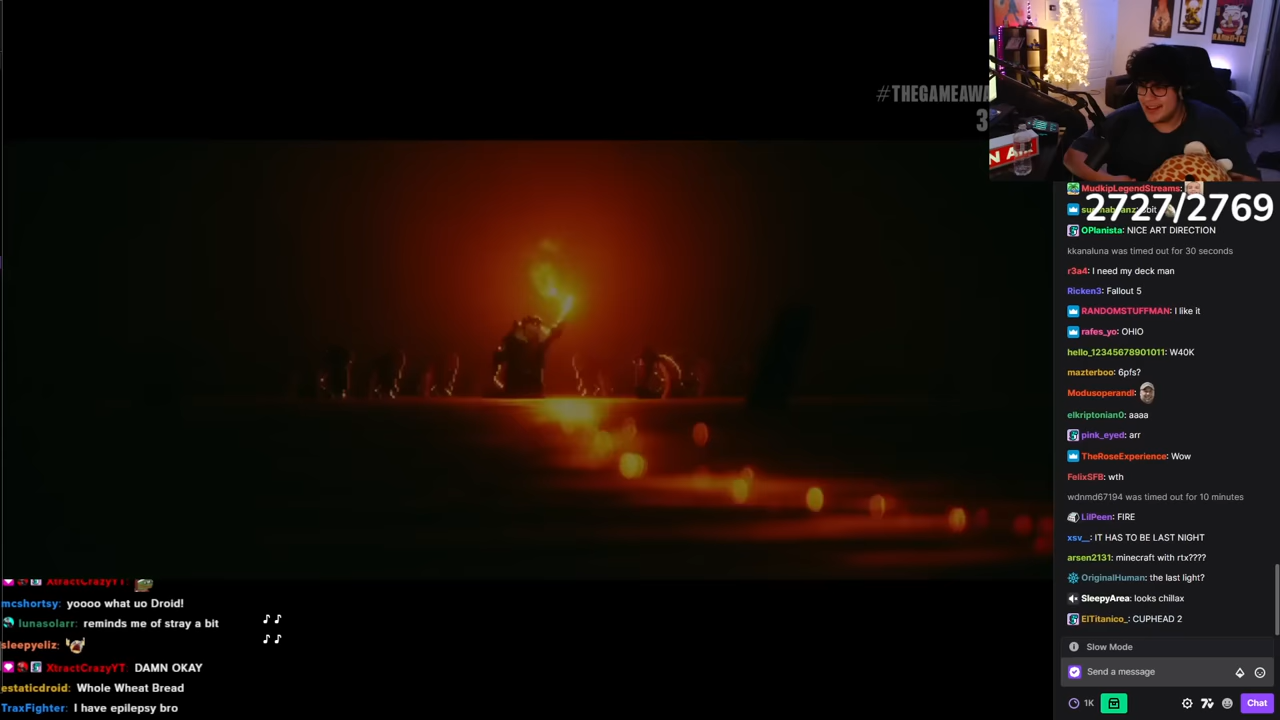 #THEGAMEAWA
3
N A
2727/2769
MudkipLegendStreams:
OPlanista: NICE ART DIRECTION
kkanaluna was timed out for 30 seconds
r3a4: I need my deck man
Ricken3: Fallout 5
RANDOMSTUFFMAN: I like it
rafes_yo: OHIO
hello_12345678901011: W40K
mazterboo: 6pfs?
Modusoperandi:
elkriptonian0: aaaa
pink_eyed: arr
TheRoseExperience: Wow
FelixSFB: wth
wdnmd67194 was timed out for 10 minutes
LilPeen: FIRE
xsv__: IT HAS TO BE LAST NIGHT
arsen2131: minecraft with rtx????
OriginalHuman: the last light?
SleepyArea: looks chillax
ElTitanico_: CUPHEAD 2
Slow Mode
Send a message
1K
Chat
XtractCrazyYT:
mcshortsy: yoooo what uo Droid!
lunasolarr: reminds me of stray a bit
sleepyeliz:
XtractCrazyYT: DAMN OKAY
estaticdroid: Whole Wheat Bread
TraxFighter: I have epilepsy bro